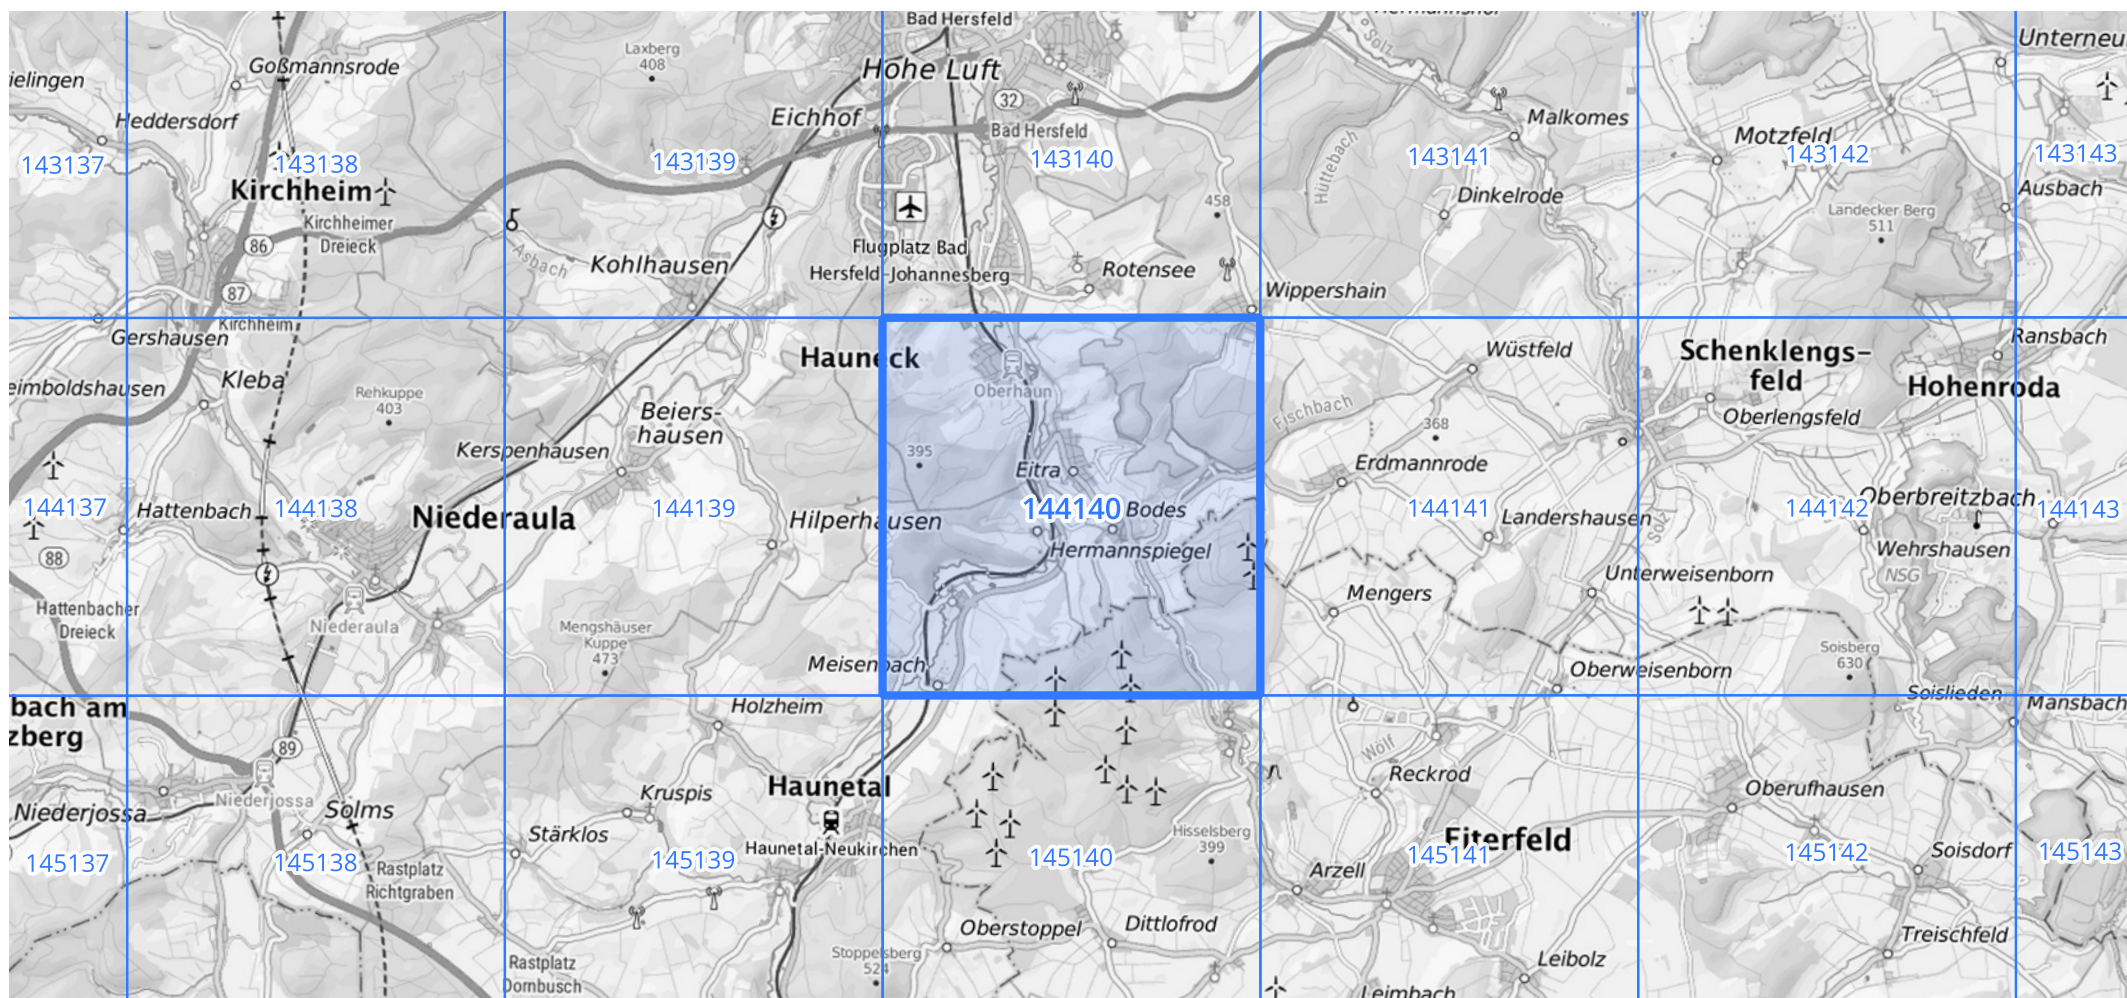 Bad Hersfeld
Laxberg
408
Goßmannsrode
ielingen
Heddersdorf
Hohe Luft
Eichhof
32
Bad Hersfeld
Solz
Malkomes
Motzfeld
Unterneu
143137
143138
143139
143140
143141
143142
143143
Kirchheim
Kirchheimer
Dreieck
86
87
Kirchheim
Asbach
Kohlhausen
Flugplatz Bad
Hersfeld-Johannesberg
458
Rotensee
Hüttebach
Dinkelrode
Wippershain
Landecker Berg
511
Ausbach
Gershausen
eimboldshausen
Kleba
Rehkuppe
403
Hauneck
Oberhaun
Beiers-
hausen
Kerspenhausen
395
Eitra
Fischbach
368
Wüstfeld
Erdmannrode
Schenklengs-
feld
Oberlengsfeld
Ransbach
Hohenroda
144137
144138
144139
144140
144141
144142
144143
Hattenbach
Niederaula
Hilperhausen
Bodes
Hermannspiegel
Landershausen
Solz
Oberbreitzbach
Wehrshausen
NSG
88
Hattenbacher
Dreieck
Niederaula
Mengshäuser
Kuppe
473
Meisenbach
Mengers
Unterweisenborn
Oberweisenborn
Soisberg
630
Soislieden
Mansbach
bach am
zberg
89
Niederjossa
Niederjossa
Solms
Holzheim
Kruspis
Stärklos
Haunetal
Haunetal-Neukirchen
Hisselsberg
399
Wölf
Reckrod
Eiterfeld
Arzell
Oberufhausen
Soisdorf
145137
145138
145139
145140
145141
145142
145143
Rastplatz
Richtgraben
Rastplatz
Dornbusch
Stoppelsberg
524
Oberstoppel
Dittlofrod
Leibolz
Leimbach
Treischfeld